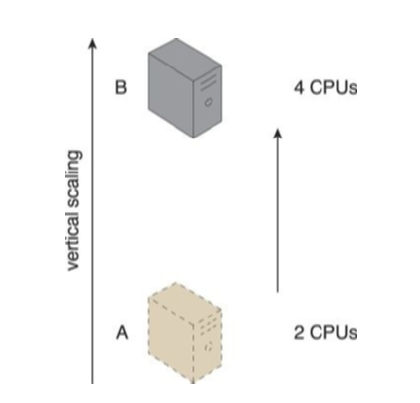 B
4 CPUs
vertical scaling
A
2 CPUs